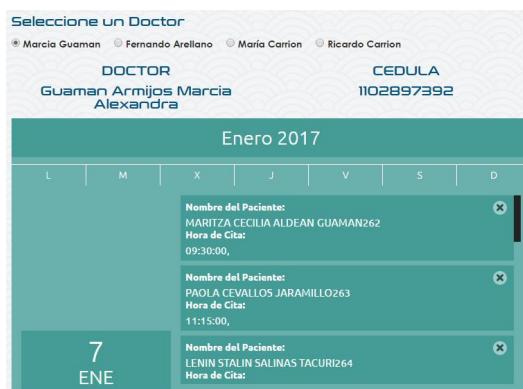 Seleccione un Doctor
Marcia Guaman Fernando Arellano María Carrion Ricardo Carrion
DOCTOR CEDULA
Guaman Armijos Marcia 1102897392
Alexandra
Enero 2017
L M X J V S D
Nombre del Paciente:
MARITZA CECILIA ALDEAN GUAMAN262
Hora de Cita:
09:30:00,
Nombre del Paciente:
PAOLA CEVALLOS JARAMILLO263
Hora de Cita:
11:15:00,
7
ENE
Nombre del Paciente:
LENIN STALIN SALINAS TACURI264
Hora de Cita: